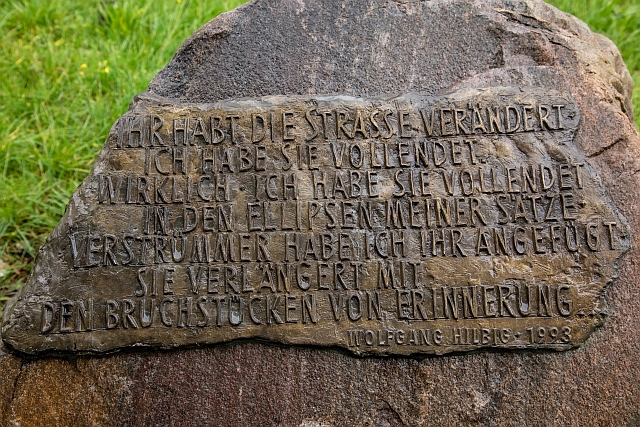 IHR HABT DIE STRASSE VERÄNDERT·
ICH HABE SIE VOLLENDET.
WIRKLICH· ICH HABE SIE VOLLENDET
IN DEN ELLIPSEN MEINER SÄTZE·
VERSTRÜMMER HABE ICH IHR ANGEFÜGT·
SIE VERLÄNGERT MIT
DEN BRUCHSTÜCKEN VON ERINNERUNG...
WOLFGANG HILBIG· 1993